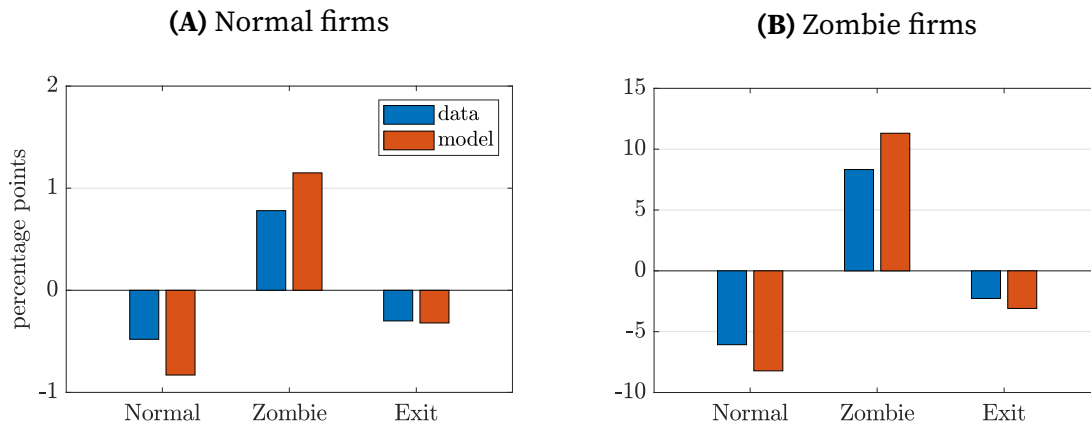 (A) Normal firms
percentage points
2
1
0
-1
data
model
Normal Zombie Exit
(B) Zombie firms
15
10
5
0
-5
-10
Normal Zombie Exit